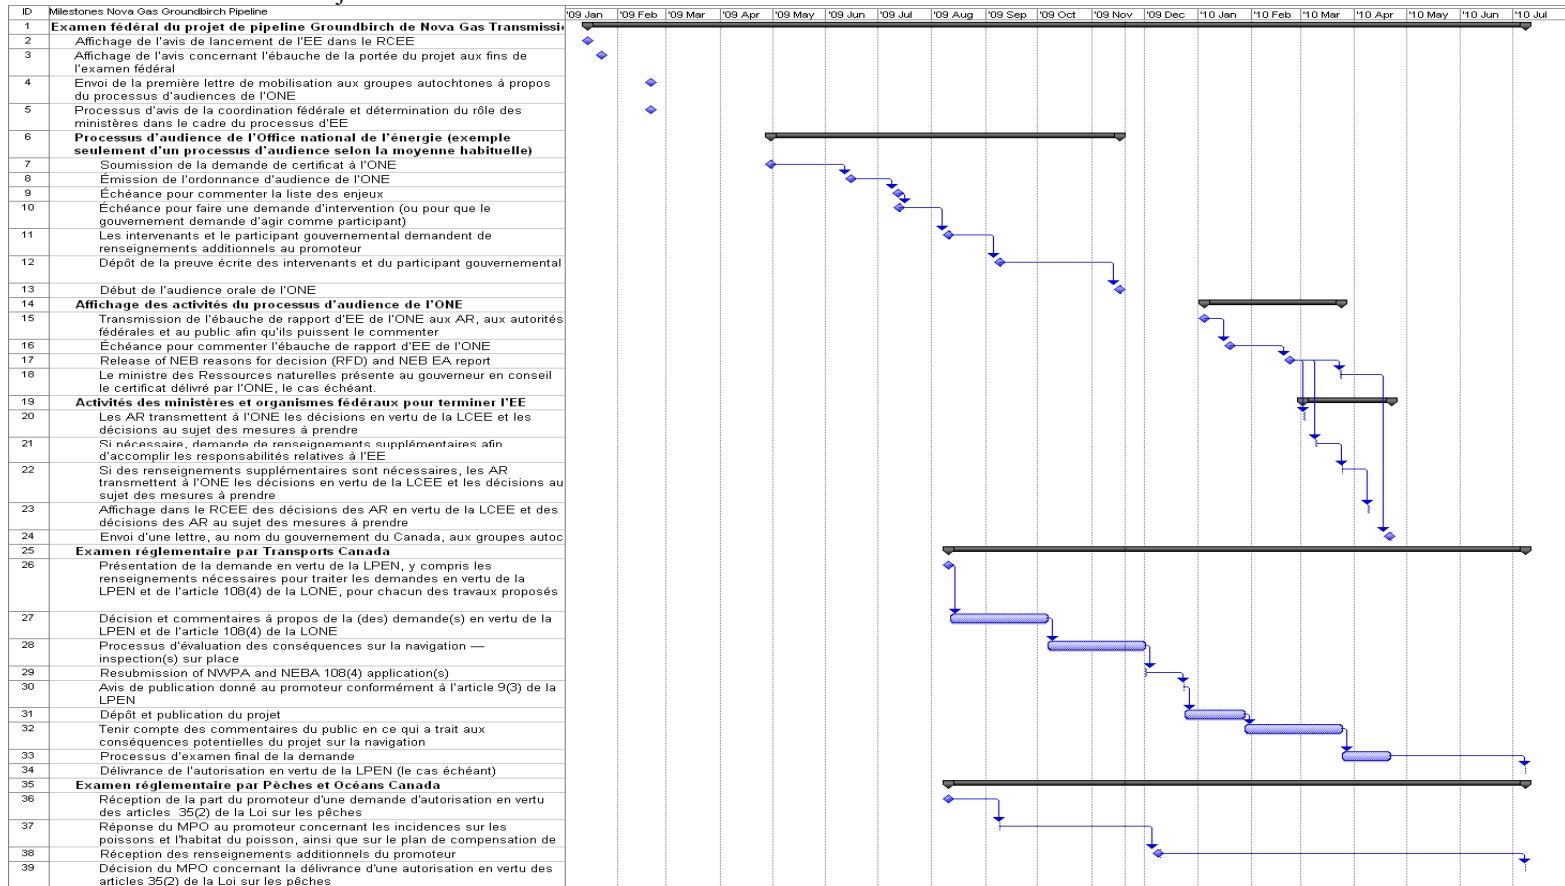 ID Milestones Nova Gas Groundbirch Pipeline '09 Jan '09 Feb '09 Mar '09 Apr '09 May '09 Jun '09 Jul '09 Aug '09 Sep '09 Oct '09 Nov '09 Dec '10 Jan '10 Feb '10 Mar '10 Apr '10 May '10 Jun '10 Jul
1 Examen fédéral du projet de pipeline Groundbirch de Nova Gas
2 Affichage de l'avis de lancement de l'EE dans le RCEE
3 Affichage de l'avis concernant l'ébauche de la portée du projet aux fins de
l'examen fédéral
4 Envoi de la première lettre de mobilisation aux groupes autochtones à propos
du processus d'audiences de l'ONE
5 Processus d'avis de la coordination fédérale et détermination du rôle des
ministères dans le cadre du processus d'EE
6 Processus d'audience de l'Office national de l'énergie (exemple
seulement d'un processus d'audience selon la moyenne habituelle)
7 Soumission de la demande de certificat à l'ONE
8 Émission de l'ordonnance d'audience de l'ONE
9 Échéance pour commenter la liste des enjeux
10 Échéance pour faire une demande d'intervention (ou pour que le
gouvernement demande d'agir comme participant)
11 Les intervenants et le participant gouvernemental demandent de
renseignements additionnels au promoteur
12 Dépôt de la preuve écrite des intervenants et du participant gouvernemental
13 Début de l'audience orale de l'ONE
14 Affichage des activités du processus d'audience de l'ONE
15 Transmission de l'ébauche de rapport d'EE de l'ONE aux AR, aux autorités
fédérales et au public afin qu'ils puissent le commenter
16 Échéance pour commenter l'ébauche de rapport d'EE de l'ONE
17 Release of NEB reasons for decision (RFD) and NEB EA report
18 Le ministre des Ressources naturelles présente au gouverneur en conseil
le certificat délivré par l'ONE, le cas échéant.
19 Activités des ministères et organismes fédéraux pour terminer l'EE
20 Les AR transmettent à l'ONE les décisions en vertu de la LCEE et les
décisions au sujet des mesures à prendre
21 Si nécessaire, demande de renseignements supplémentaires afin
d'accomplir les responsabilités relatives à l'EE
22 Si des renseignements supplémentaires sont nécessaires, les AR
transmettent à l'ONE les décisions en vertu de la LCEE et les décisions au
sujet des mesures à prendre
23 Affichage dans le RCEE des décisions des AR en vertu de la LCEE et des
décisions des AR au sujet des mesures à prendre
24 Envoi d'une lettre, au nom du gouvernement du Canada, aux groupes autoc
25 Examen réglementaire par Transports Canada
26 Présentation de la demande en vertu de la LPEN, y compris les
renseignements nécessaires pour traiter les demandes en vertu de la
LPEN et de l'article 108(4) de la LONE, pour chacun des travaux proposés
27 Décision et commentaires à propos de la (des) demande(s) en vertu de la
LPEN et de l'article 108(4) de la LONE
28 Processus d'évaluation des conséquences sur la navigation —
inspection(s) sur place
29 Resubmission of NWPA and NEBA 108(4) application(s)
30 Avis de publication donné au promoteur conformément à l'article 9(3) de la
LPEN
31 Dépôt et publication du projet
32 Tenir compte des commentaires du public en ce qui a trait aux
conséquences potentielles du projet sur la navigation
33 Processus d'examen final de la demande
34 Délivrance de l'autorisation en vertu de la LPEN (le cas échéant)
35 Examen réglementaire par Pêches et Océans Canada
36 Réception de la part du promoteur d'une demande d'autorisation en vertu
des articles 35(2) de la Loi sur les pêches
37 Réponse du MPO au promoteur concernant les incidences sur les
poissons et l'habitat du poisson, ainsi que sur le plan de compensation de
38 Réception des renseignements additionnels du promoteur
39 Décision du MPO concernant la délivrance d'une autorisation en vertu des
articles 35(2) de la Loi sur les pêches